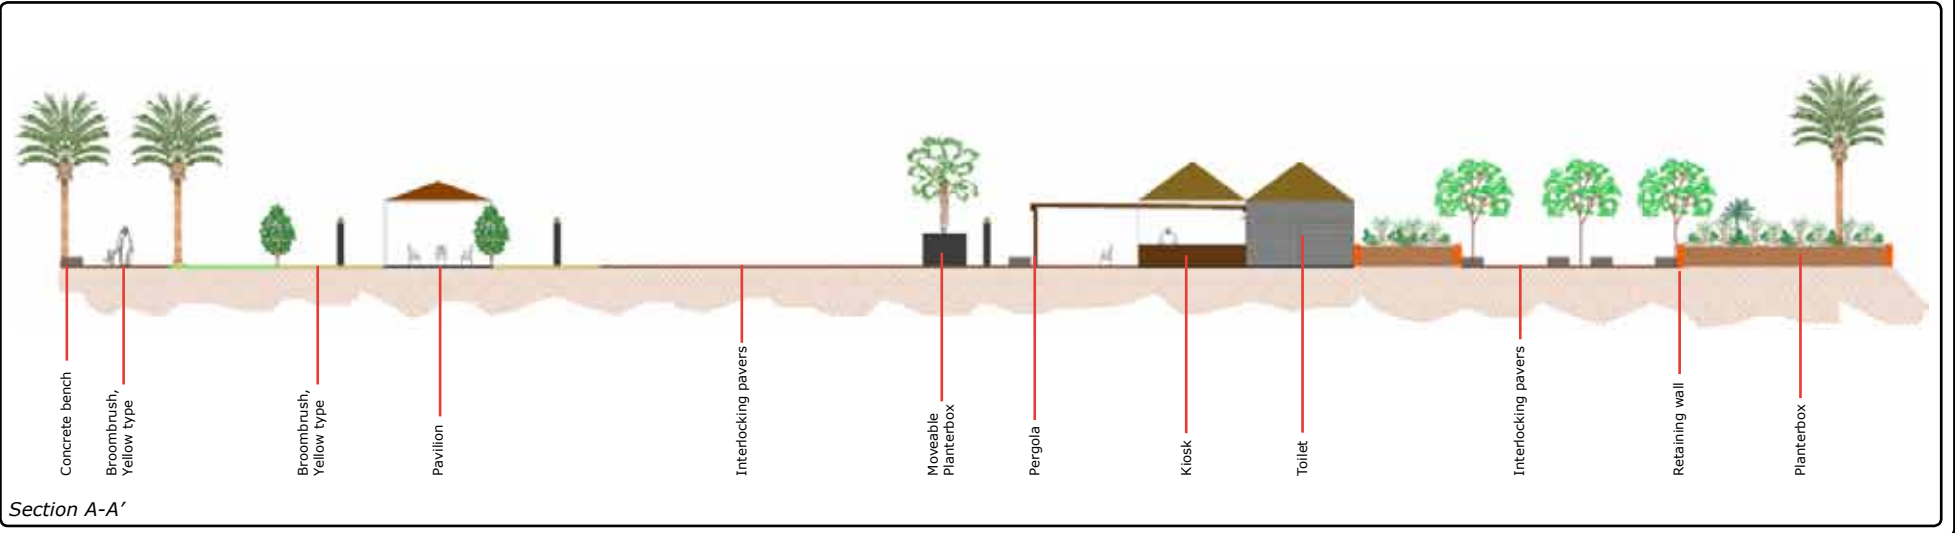 Concrete bench
Broombrush,
Yellow type
Broombrush,
Yellow type
Pavilion
Interlocking pavers
Moveable
Planterbox
Pergola
Kiosk
Toilet
Interlocking pavers
Retaining wall
Planterbox
Section A-A’